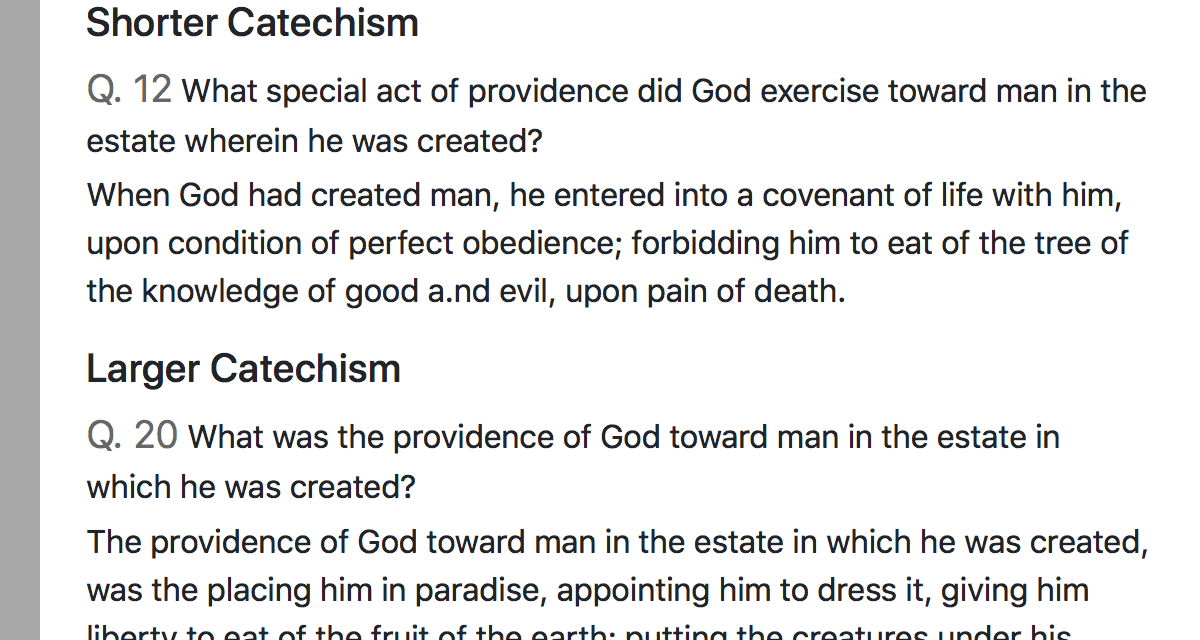 Shorter Catechism
Q. 12 What special act of providence did God exercise toward man in the
estate wherein he was created?
When God had created man, he entered into a covenant of life with him,
upon condition of perfect obedience; forbidding him to eat of the tree of
the knowledge of good a.nd evil, upon pain of death.
Larger Catechism
Q. 20 What was the providence of God toward man in the estate in
which he was created?
The providence of God toward man in the estate in which he was created,
was the placing him in paradise, appointing him to dress it, giving him
liberty to eat of the fruit of the earth; putting the creatures under his